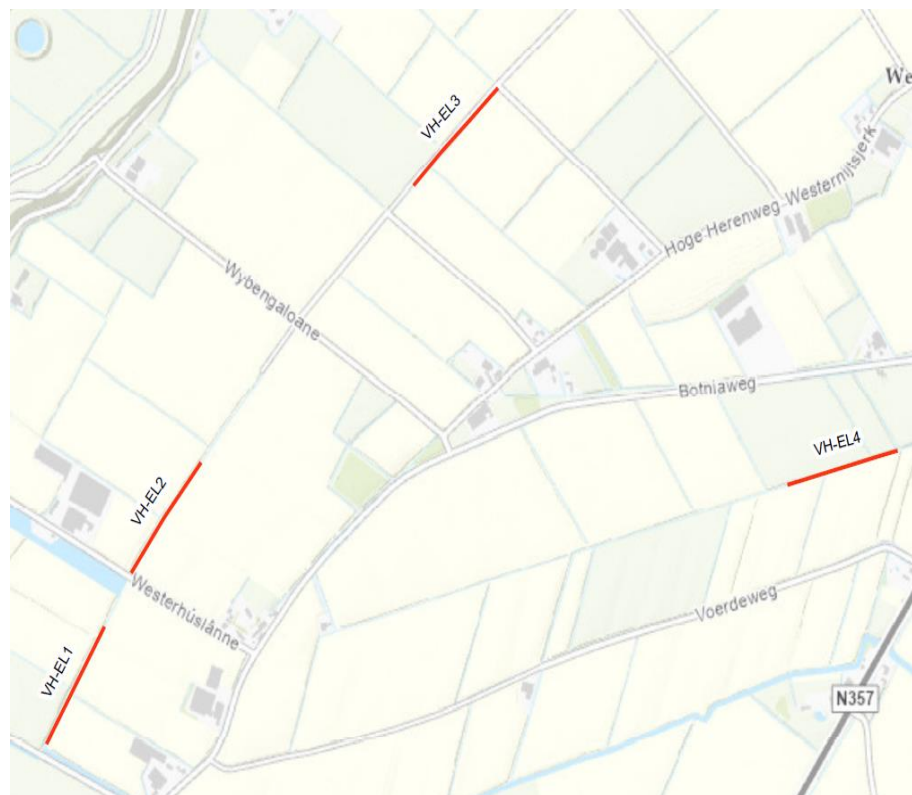 We
VH-EL3
Hoge Herenweg-Westernijtsjerk
Wybengaloane
Botniaweg
VH-EL4
VH-EL2
Westerhúslânne
Voerdeweg
VH-EL1
N357